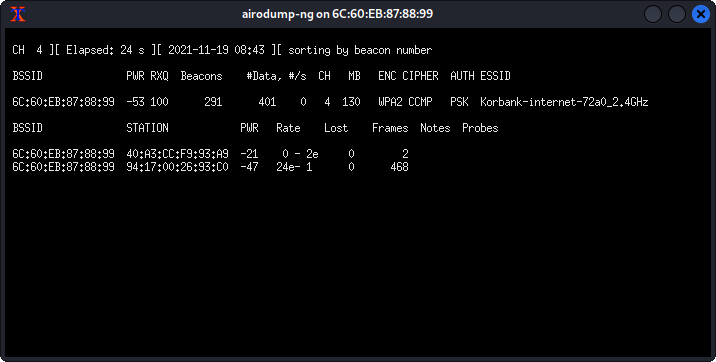 airodump-ng on 6C:60:EB:87:88:99
CH 4 ][ Elapsed: 24 s ][ 2021-11-19 08:43 ][ sorting by beacon number
BSSID PWR RXQ Beacons #Data, #/s CH MB ENC CIPHER AUTH ESSID
6C:60:EB:87:88:99 -53 100 291 401 0 4 130 WPA2 CCMP PSK Korbank-internet-72a0_2.4GHz
BSSID STATION PWR Rate Lost Frames Notes Probes
6C:60:EB:87:88:99 40:A3:CC:F9:93:A9 -21 0 - 2e 0 2
6C:60:EB:87:88:99 94:17:00:26:93:C0 -47 24e- 1 0 468